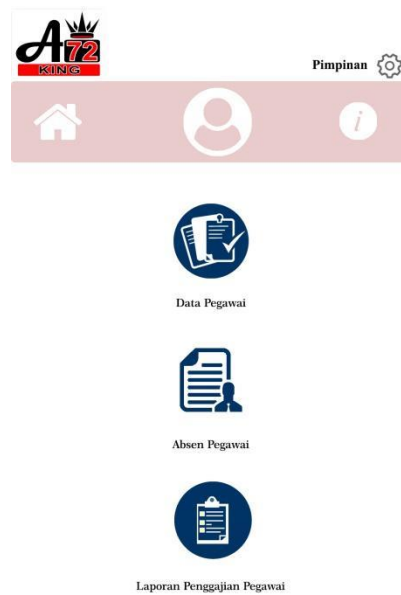 A72
KING
Pimpinan
i
Data Pegawai
Absen Pegawai
Laporan Penggajian Pegawai